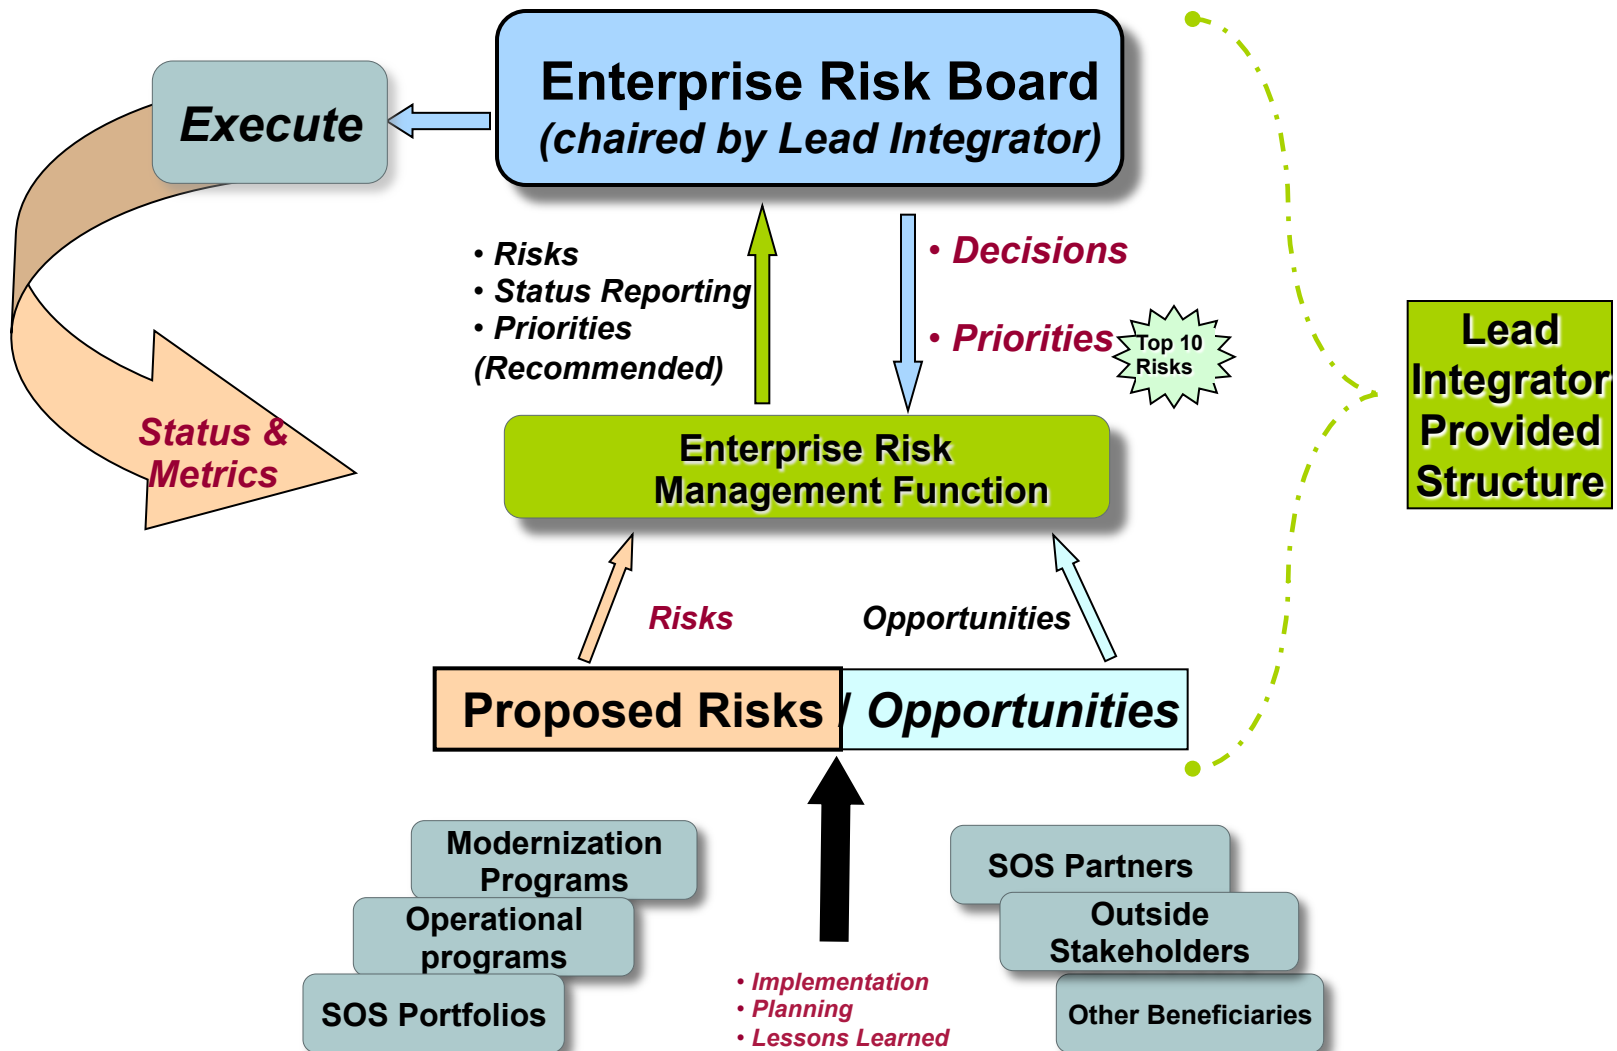 Enterprise Risk Board
(chaired by Lead Integrator)
Execute
• Risks
• Status Reporting
• Priorities
(Recommended)
• Decisions
• Priorities
Top 10
Risks
Lead
Integrator
Provided
Structure
Status &
Metrics
Enterprise Risk
Management Function
Risks
Opportunities
Proposed Risks / Opportunities
Modernization
Programs
Operational
programs
SOS Portfolios
• Implementation
• Planning
• Lessons Learned
SOS Partners
Outside
Stakeholders
Other Beneficiaries